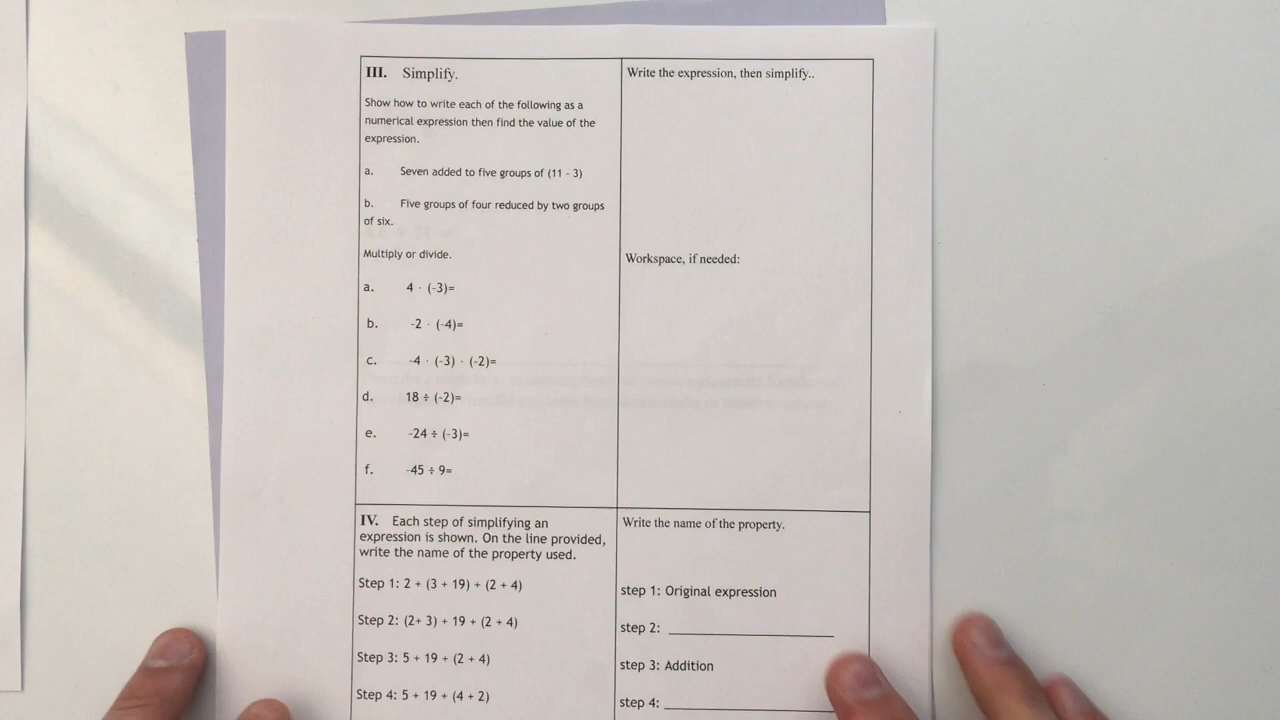 III. Simplify.
Show how to write each of the following as a
numerical expression then find the value of the
expression.
a. Seven added to five groups of (11 - 3)
b. Five groups of four reduced by two groups
of six.
Multiply or divide.
a. 4 · (-3)=
b. -2 · (-4)=
c. -4 · (-3) · (-2)=
d. 18 ÷ (-2)=
e. -24 ÷ (-3)=
f. -45 ÷ 9=
Write the expression, then simplify..
Workspace, if needed:
IV. Each step of simplifying an
expression is shown. On the line provided,
write the name of the property used.
Step 1: 2 + (3 + 19) + (2 + 4)
Step 2: (2+ 3) + 19 + (2 + 4)
Step 3: 5 + 19 + (2 + 4)
Step 4: 5 + 19 + (4 + 2)
Write the name of the property.
step 1: Original expression
step 2: ____________________
step 3: Addition
step 4: ____________________